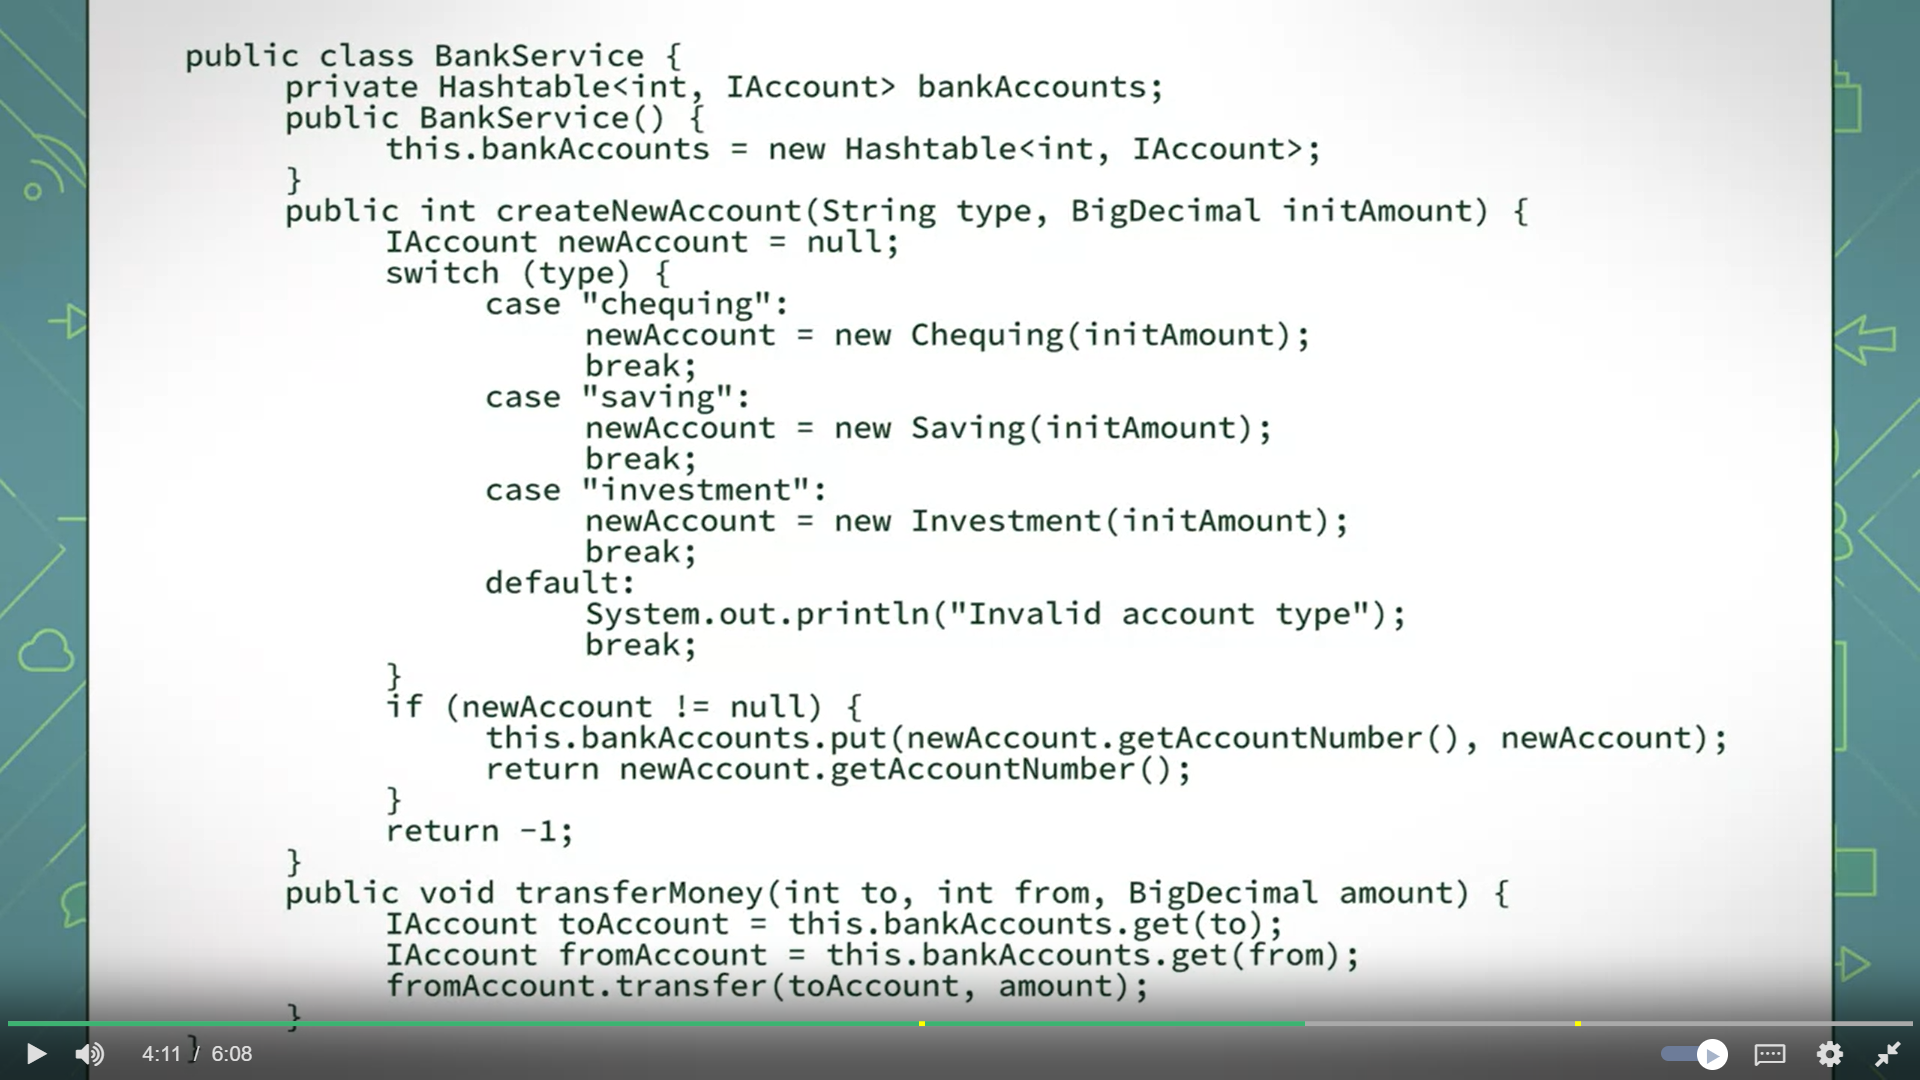 public class BankService {
private Hashtable<int, IAccount> bankAccounts;
public BankService() {
this.bankAccounts = new Hashtable<int, IAccount>;
}
public int createNewAccount(String type, BigDecimal initAmount) {
IAccount newAccount = null;
switch (type) {
case "chequing":
newAccount = new Chequing(initAmount);
break;
case "saving":
newAccount = new Saving(initAmount);
break;
case "investment":
newAccount = new Investment(initAmount);
break;
default:
System.out.println("Invalid account type");
break;
}
if (newAccount != null) {
this.bankAccounts.put(newAccount.getAccountNumber(), newAccount);
return newAccount.getAccountNumber();
}
return -1;
}
public void transferMoney(int to, int from, BigDecimal amount) {
IAccount toAccount = this.bankAccounts.get(to);
IAccount fromAccount = this.bankAccounts.get(from);
fromAccount.transfer(toAccount, amount);
}
}
4:11 / 6:08